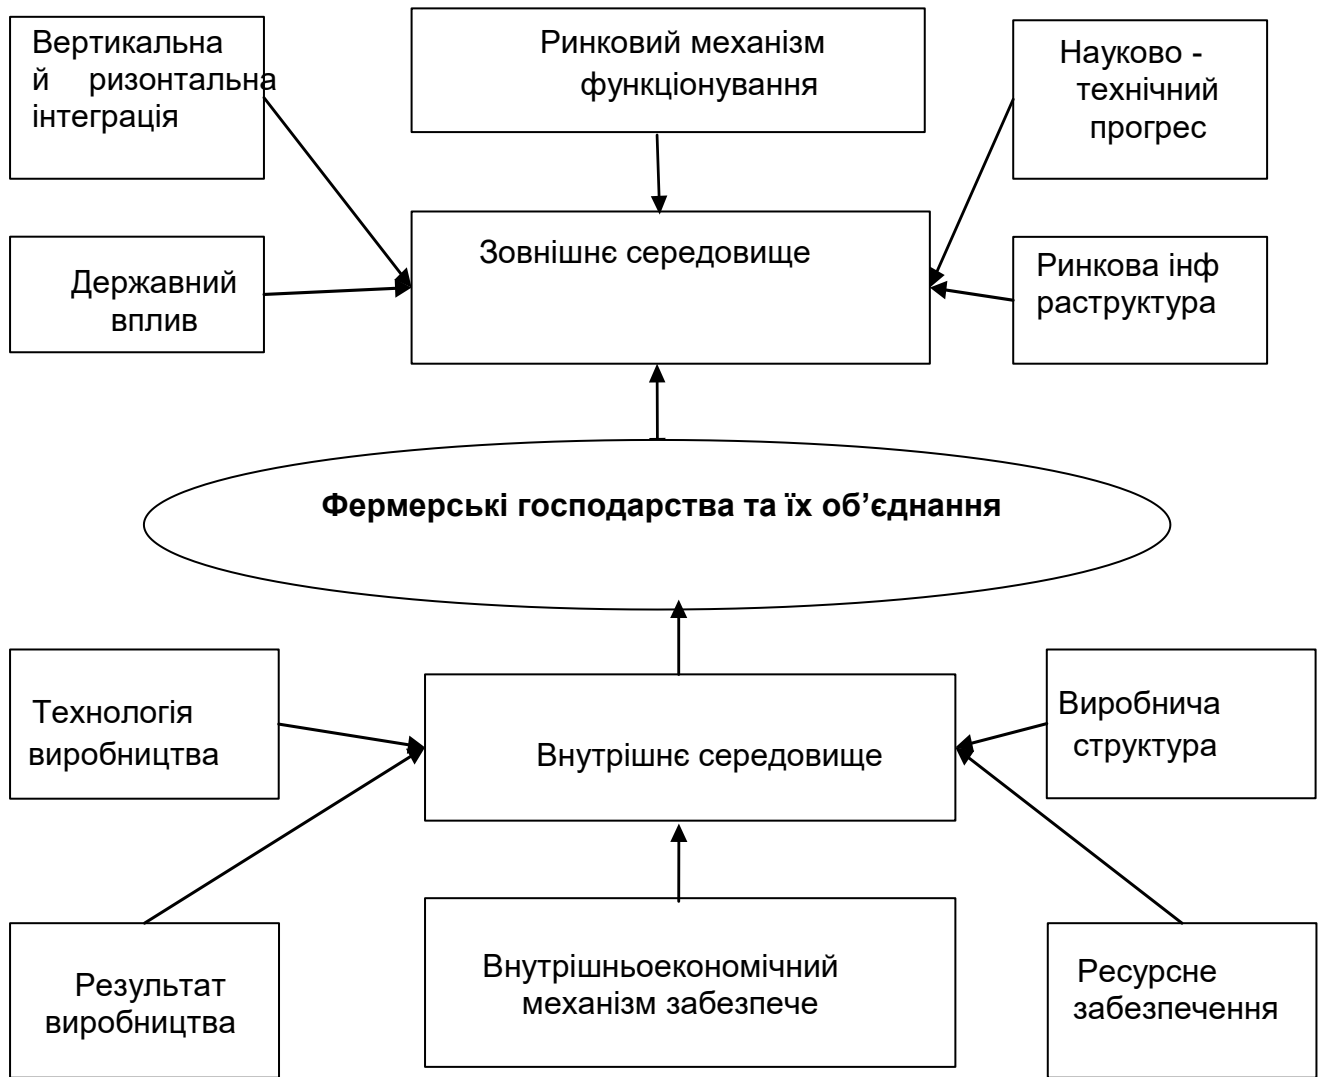 Вертикальна
й ризонтальна
інтеграція
Ринковий механізм
функціонування
Науково -
технічний
прогрес
Державний
вплив
Зовнішнє середовище
Ринкова інф
раструктура
Фермерські господарства та їх об’єднання
Технологія
виробництва
Внутрішнє середовище
Виробнича
структура
Результат
виробництва
Внутрішньоекономічний
механізм забезпече
Ресурсне
забезпечення